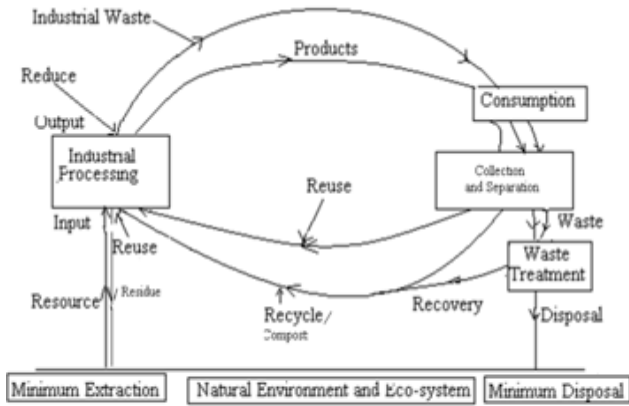 Industrial Waste
Products
Reduce
Consumption
Output
Industrial
Processing
Collection
and Separation
Reuse
Input
Reuse
Waste
Waste
Treatment
Resource
Residue
Recycle/
Compost
Recovery
Disposal
Minimum Extraction
Natural Environment and Eco-system
Minimum Disposal